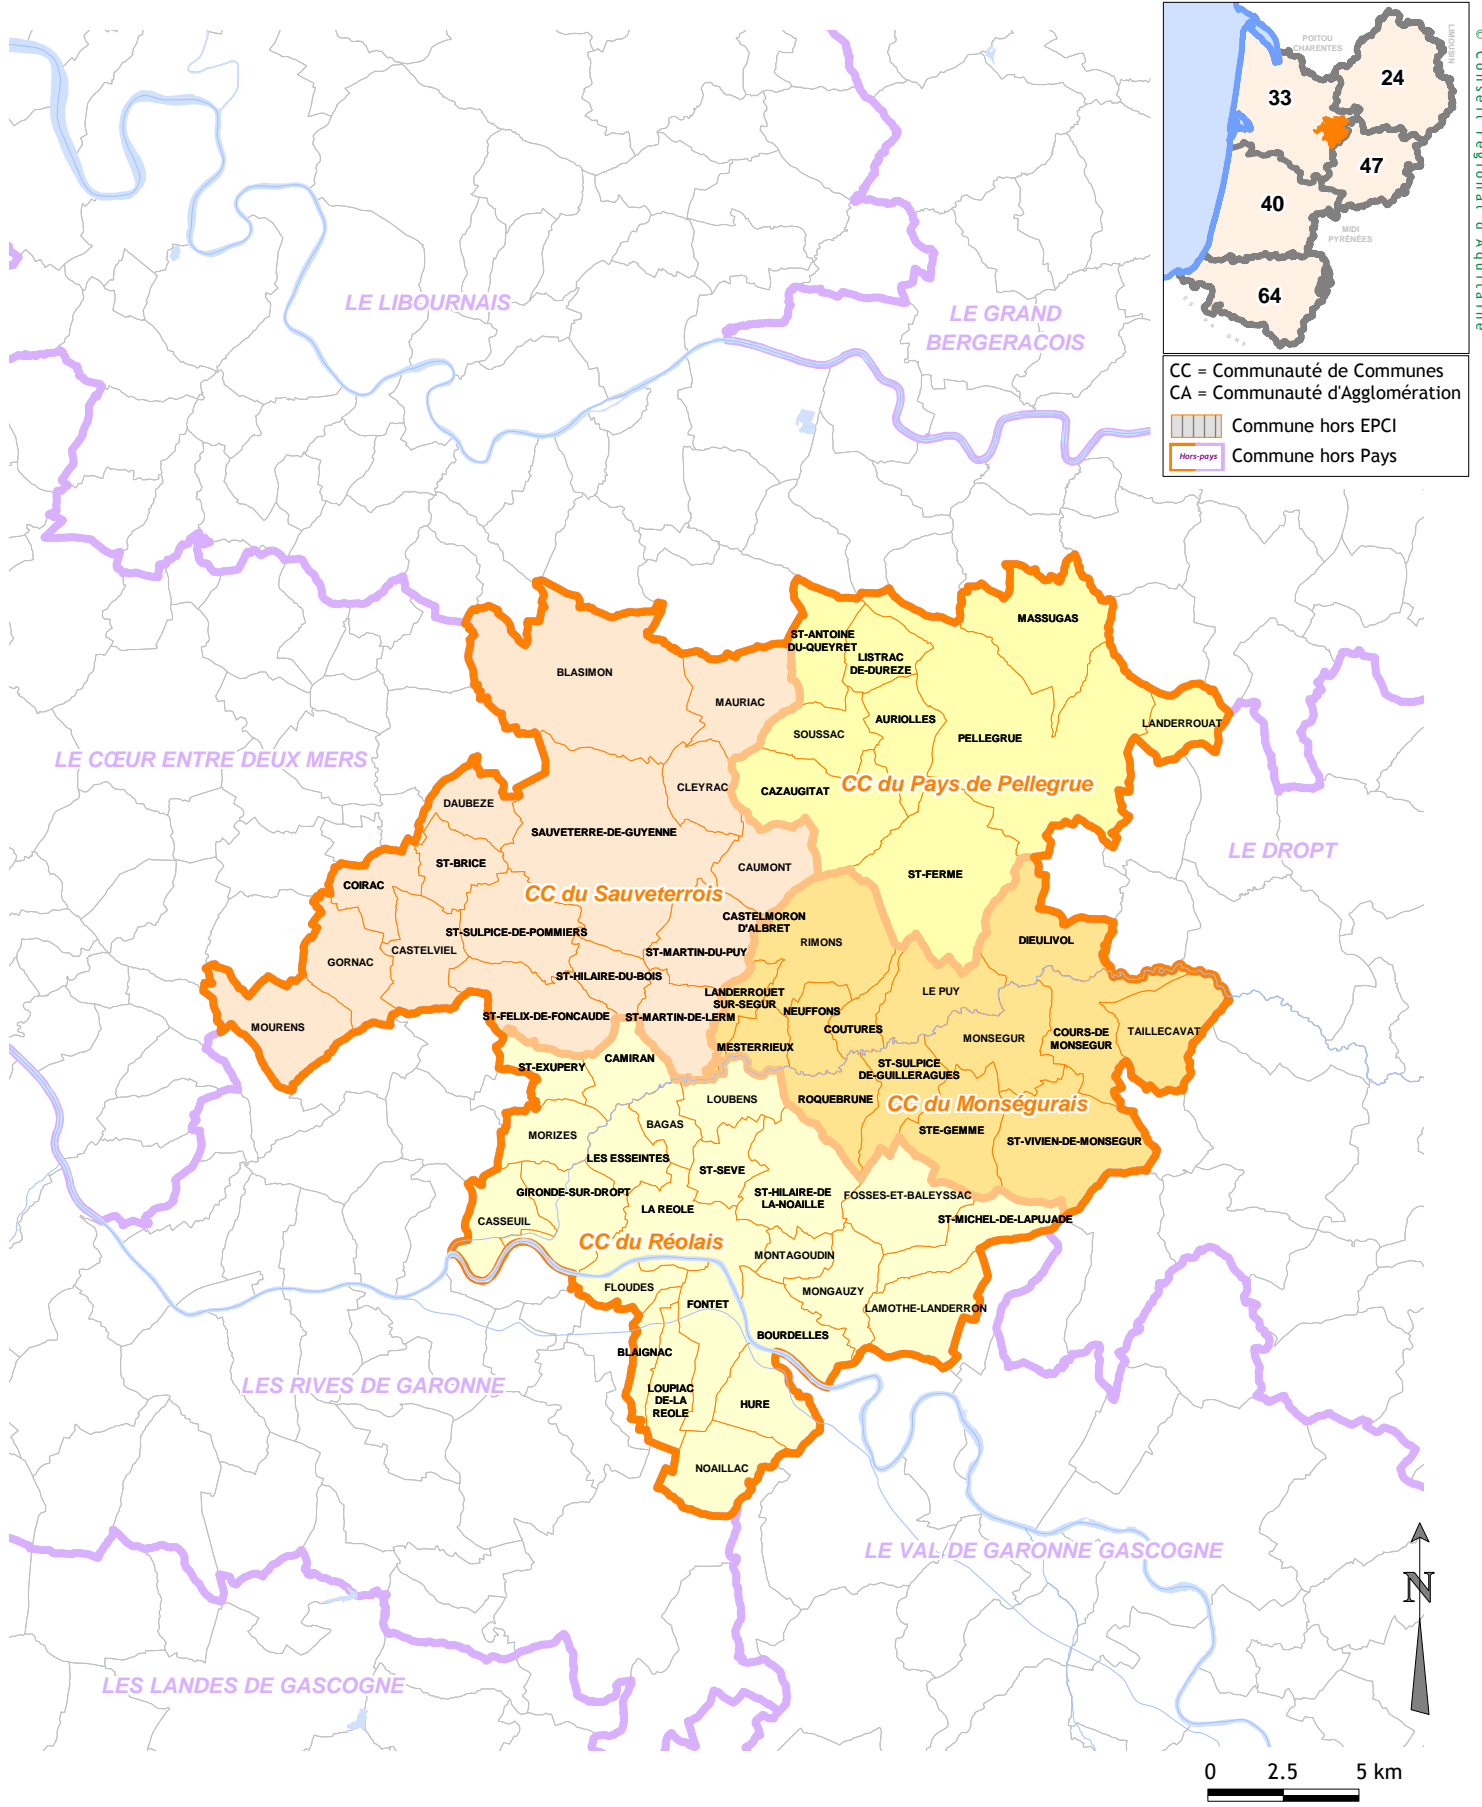 POITOU
CHARENTES
LIMOUSIN
33
24
47
40
MIDI
PYRÉNÉES
64
ESPAGNE
© Conseil régional d'Aquitaine
CC = Communauté de Communes
CA = Communauté d'Agglomération
Commune hors EPCI
Hors-pays
Commune hors Pays
LE LIBOURNAIS
LE GRAND
BERGERACOIS
LE CŒUR ENTRE DEUX MERS
LE DROPT
LES RIVES DE GARONNE
LE VAL DE GARONNE GASCOGNE
LES LANDES DE GASCOGNE
MASSUGAS
ST-ANTOINE
DU-QUEYRET
LISTRAC
DE-DUREZE
LANDERROUAT
AURIOLLES
SOUSSAC
PELLEGRUE
CC du Pays de Pellegrue
CAZAUGITAT
ST-FERME
BLASIMON
MAURIAC
CLEYRAC
DAUBEZE
SAUVETERRE-DE-GUYENNE
ST-BRICE
CAUMONT
COIRAC
CC du Sauveterrois
ST-SULPICE-DE-POMMIERS
CASTELVIEL
GORNAC
ST-MARTIN-DU-PUY
ST-HILAIRE-DU-BOIS
MOURENS
ST-FELIX-DE-FONCAUDE
ST-MARTIN-DE-LERM
CASTELMORON
D'ALBRET
RIMONS
DIEULIVOL
LE PUY
LANDERROUET
SUR-SEGUR
NEUFFONS
COUTURES
MONSEGUR
COURS-DE
MONSEGUR
TAILLECAVAT
MESTERRIEUX
ST-SULPICE
DE-GUILLERAGUES
ROQUEBRUNE
CC du Monségurais
STE-GEMME
ST-VIVIEN-DE-MONSEGUR
CAMIRAN
ST-EXUPERY
LOUBENS
BAGAS
MORIZES
LES ESSEINTES
ST-SEVE
GIRONDE-SUR-DROPT
ST-HILAIRE-DE
LA-NOAILLE
FOSSES-ET-BALEYSSAC
LA REOLE
ST-MICHEL-DE-LAPUJADE
CASSEUIL
CC du Réolais
MONTAGOUDIN
FLOUDES
MONGAUZY
FONTET
LAMOTHE-LANDERRON
BOURDELLES
BLAIGNAC
LOUPIAC
DE-LA
REOLE
HURE
NOAILLAC
N
0 2.5 5 km